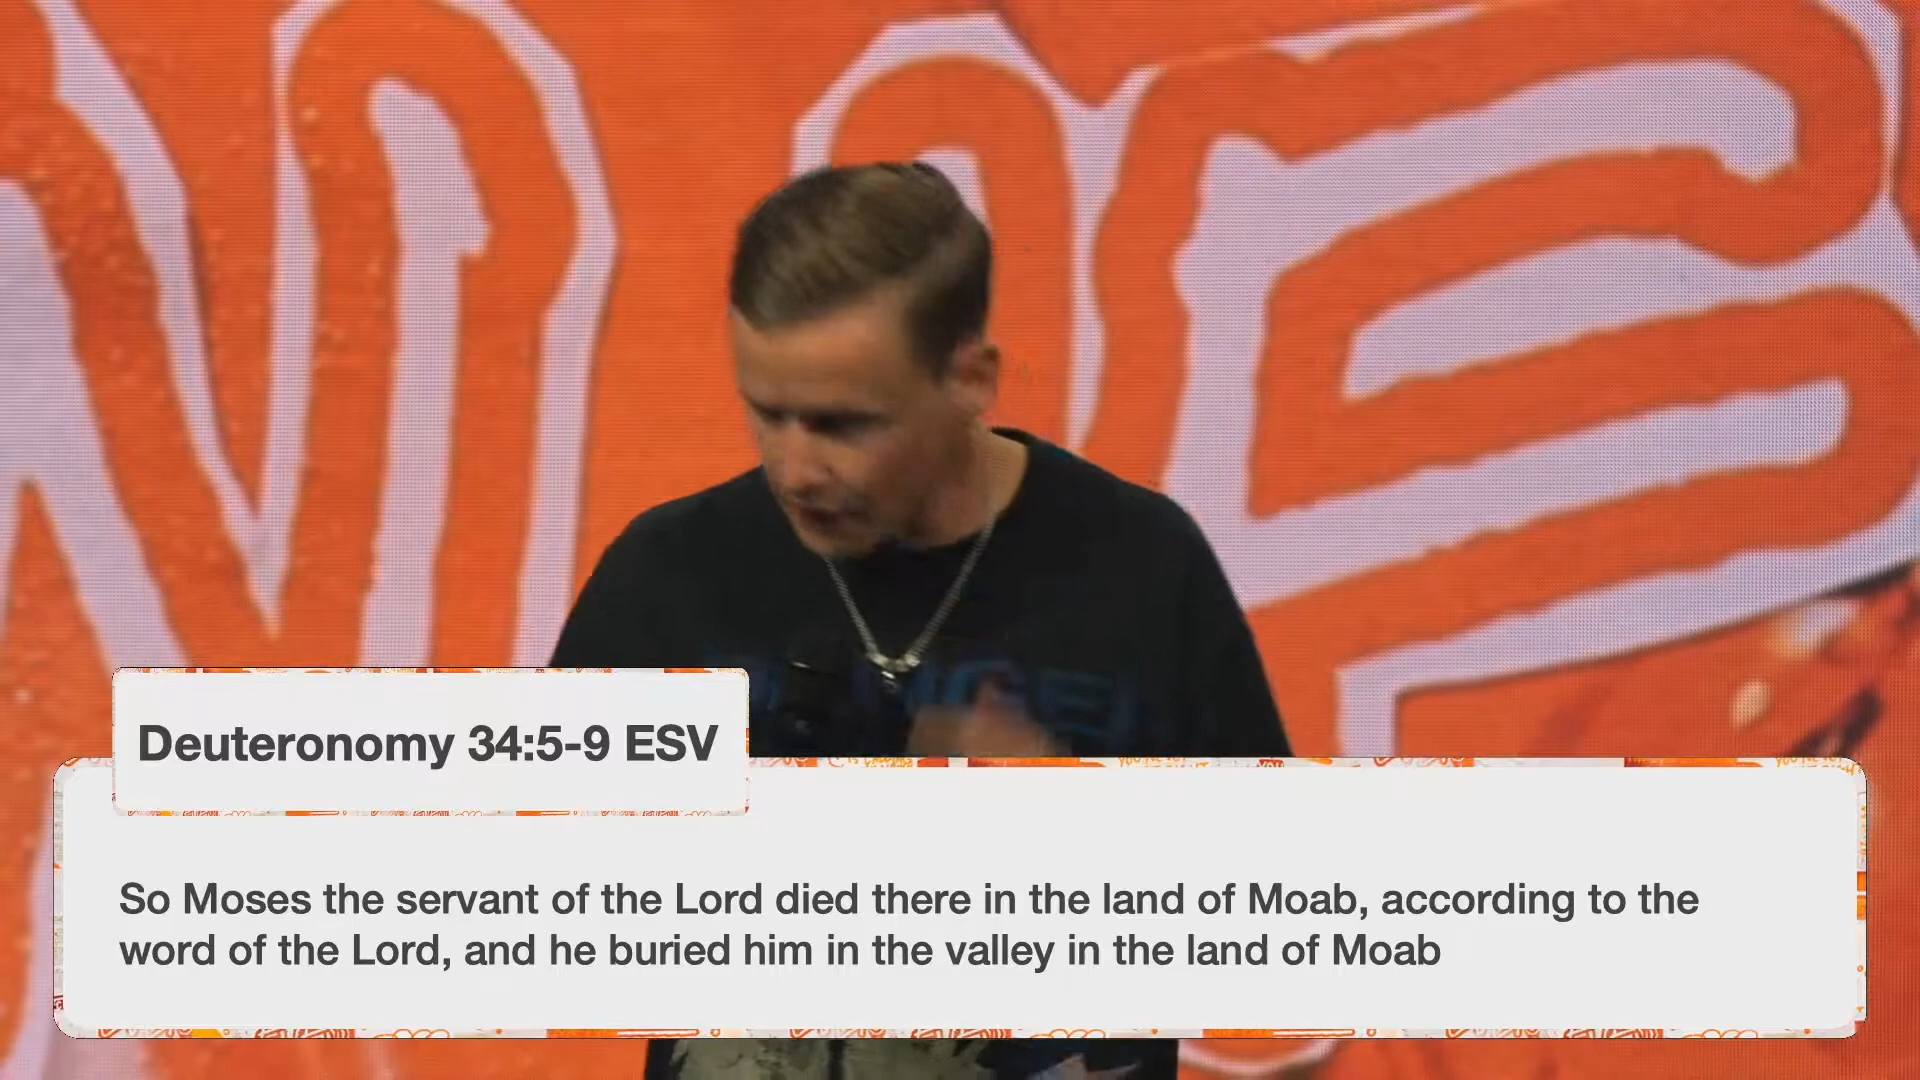 Deuteronomy 34:5-9 ESV
So Moses the servant of the Lord died there in the land of Moab, according to the
word of the Lord, and he buried him in the valley in the land of Moab